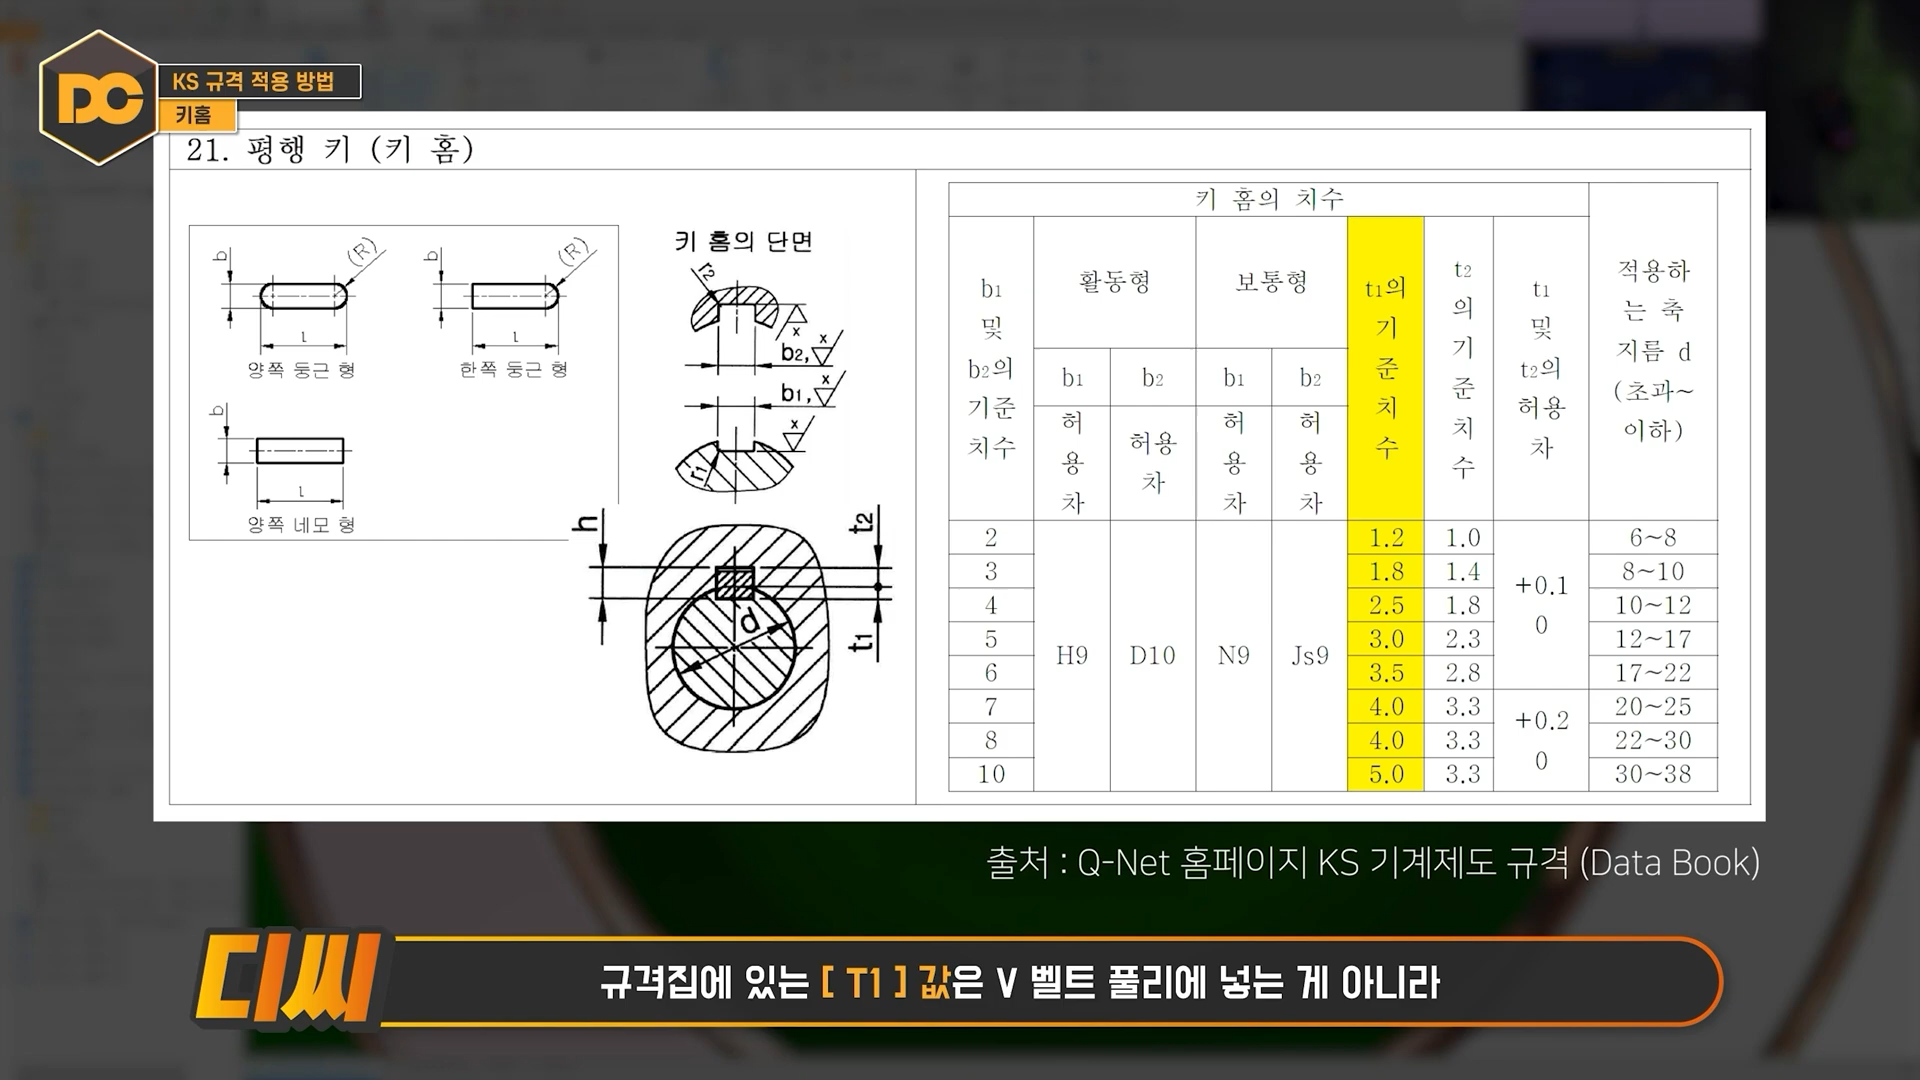 DC
KS 규격 적용 방법
키홈
21. 평행 키 (키 홈)
b
(R)
l
양쪽 둥근 형
b
(R)
l
한쪽 둥근 형
b
l
양쪽 네모 형
키 홈의 단면
r2
x
b2, x
b1, x
x
r1
h
t2
d
t1
키 홈의 치수
b1
및
b2의
기준
치수
활동형
보통형
b1
허
용
차
b2
허용
차
b1
허
용
차
b2
허
용
차
t1의
기
준
치
수
t2
의
기
준
치
수
t1
및
t2의
허용
차
적용하
는 축
지름 d
(초과~
이하)
2 1.2 1.0 6~8
3 1.8 1.4 8~10
4 2.5 1.8 10~12
5 3.0 2.3 12~17
6 3.5 2.8 17~22
7 4.0 3.3 20~25
8 4.0 3.3 22~30
10 5.0 3.3 30~38
H9 D10 N9 Js9
+0.1
0
+0.2
0
출처 : Q-Net 홈페이지 KS 기계제도 규격 (Data Book)
디씨
규격집에 있는 [ T1 ] 값은 V 벨트 풀리에 넣는 게 아니라